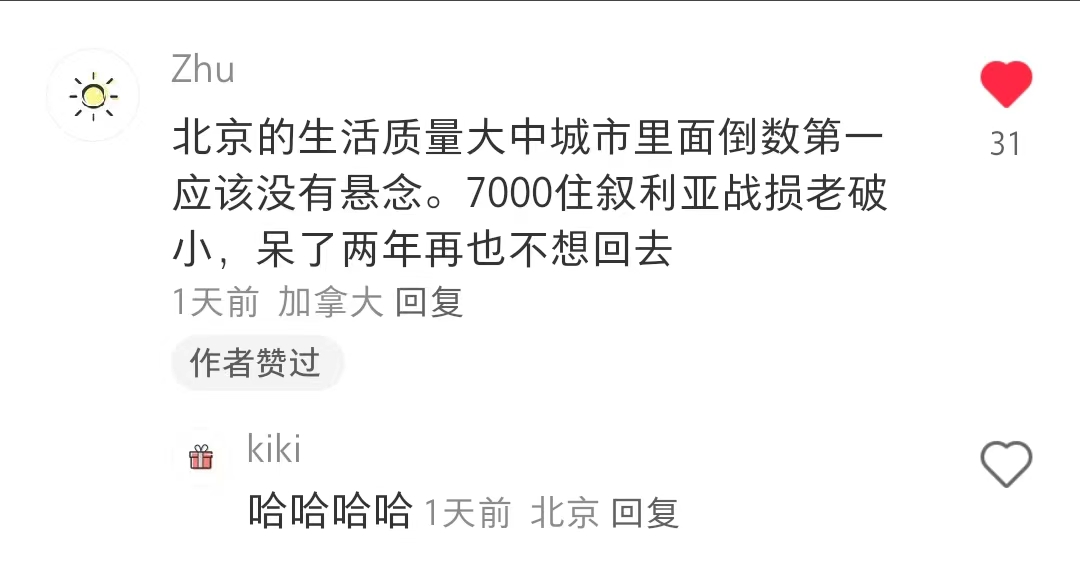 Zhu
31
北京的生活质量大中城市里面倒数第一
应该没有悬念。7000住叙利亚战损老破
小，呆了两年再也不想回去
1天前 加拿大 回复
作者赞过
kiki
哈哈哈哈 1天前 北京 回复